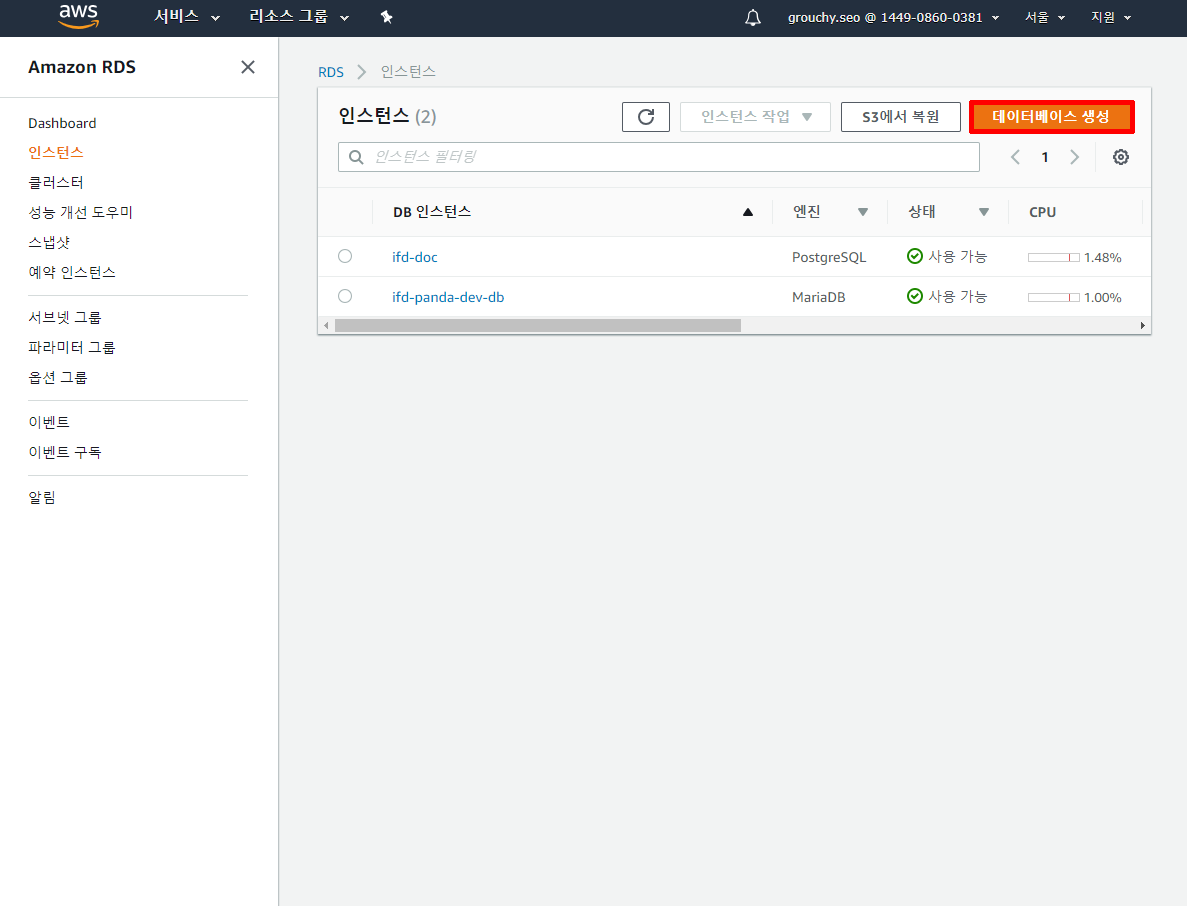 aws 서비스 리소스 그룹 grouchy.seo @ 1449-0860-0381 서울 지원
Amazon RDS
Dashboard
인스턴스
클러스터
성능 개선 도우미
스냅샷
예약 인스턴스
서브넷 그룹
파라미터 그룹
옵션 그룹
이벤트
이벤트 구독
알림
RDS 인스턴스
인스턴스 (2) 인스턴스 작업 S3에서 복원 데이터베이스 생성
인스턴스 필터링 1
DB 인스턴스 엔진 상태 CPU
ifd-doc PostgreSQL 사용 가능 1.48%
ifd-panda-dev-db MariaDB 사용 가능 1.00%